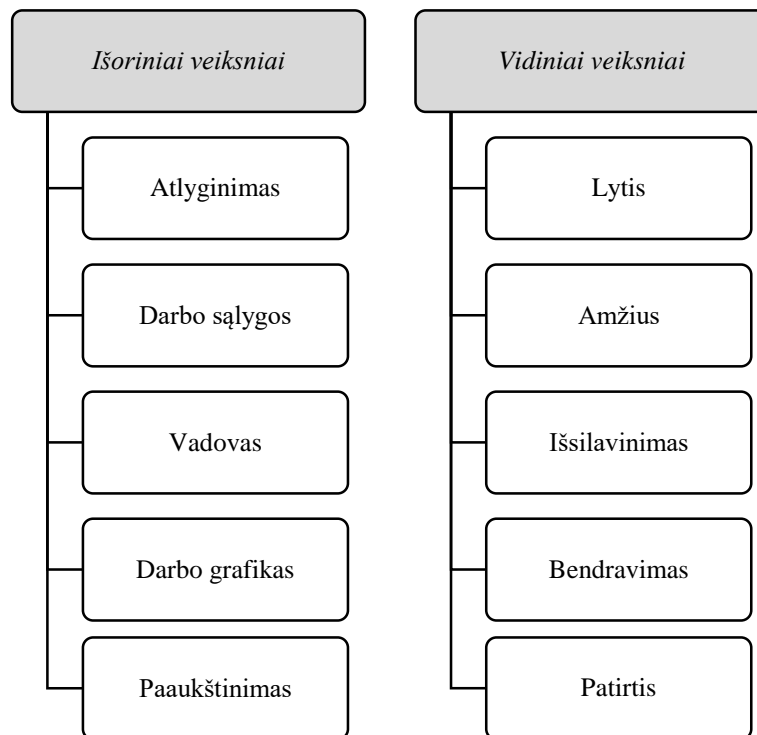 Išoriniai veiksniai
Atlyginimas
Darbo sąlygos
Vadovas
Darbo grafikas
Paaukštinimas
Vidiniai veiksniai
Lytis
Amžius
Išsilavinimas
Bendravimas
Patirtis